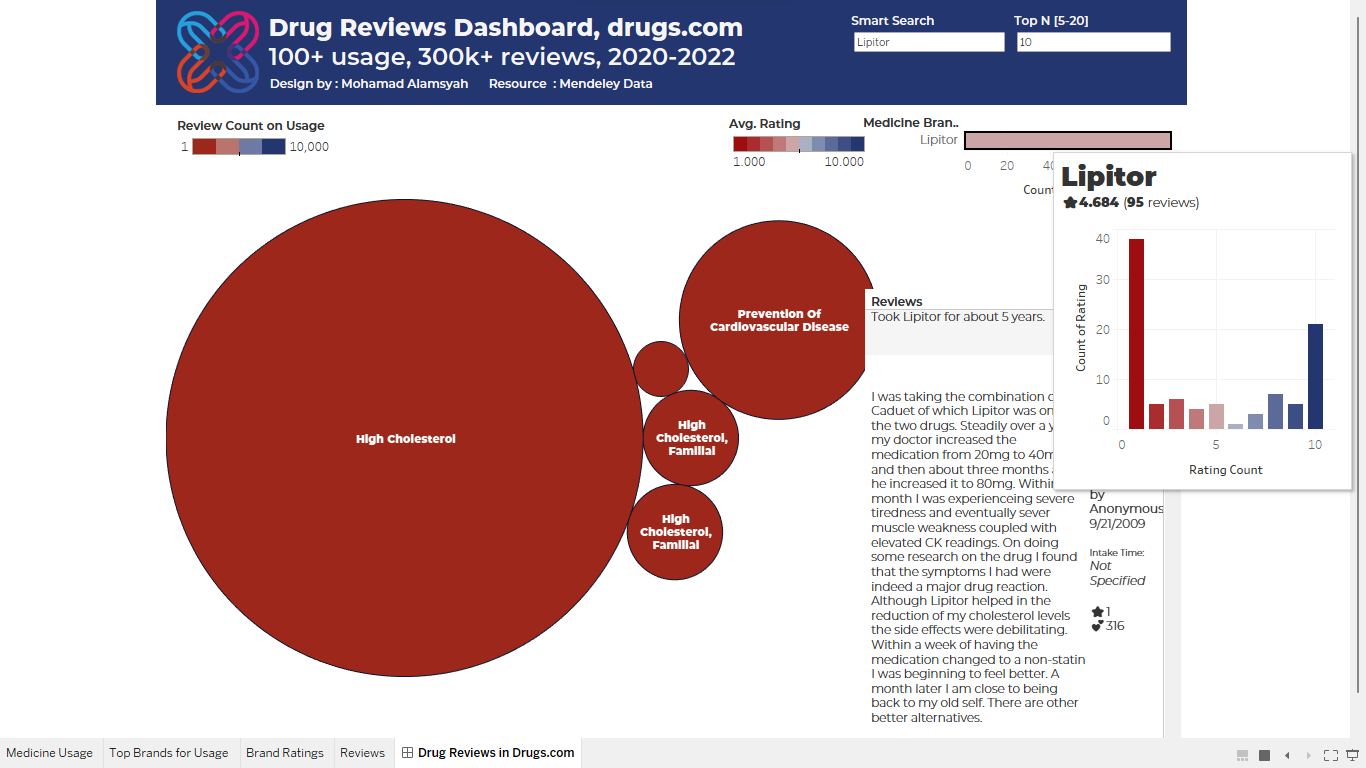 Drug Reviews Dashboard, drugs.com
100+ usage, 300k+ reviews, 2020-2022
Design by : Mohamad Alamsyah Resource : Mendeley Data
Smart Search
Lipitor
Top N [5-20]
10
Review Count on Usage
1 10,000
Avg. Rating
1.000 10.000
Medicine Bran..
Lipitor
0 20
Count
High Cholesterol
Prevention Of
Cardiovascular Disease
High
Cholesterol,
Familial
High
Cholesterol,
Familial
Lipitor
4.684 (95 reviews)
Count of Rating
40
30
20
10
0
0 5 10
Rating Count
Reviews
Took Lipitor for about 5 years.
I was taking the combination
Caduet of which Lipitor was
the two drugs. Steadily over a
my doctor increased the
medication from 20mg to
and then about three months
he increased it to 80mg.
month I was experienceing severe
tiredness and eventually sever
muscle weakness coupled with
elevated CK readings. On doing
some research on the drug I found
that the symptoms I had were
indeed a major drug reaction.
Although Lipitor helped in the
reduction of my cholesterol levels
the side effects were debilitating.
Within a week of having the
medication changed to a non-statin
I was beginning to feel better. A
month later I am close to being
back to my old self. There are other
better alternatives.
by
Anonymous
9/21/2009
Intake Time:
Not
Specified
1
316
Medicine Usage Top Brands for Usage Brand Ratings Reviews Drug Reviews in Drugs.com